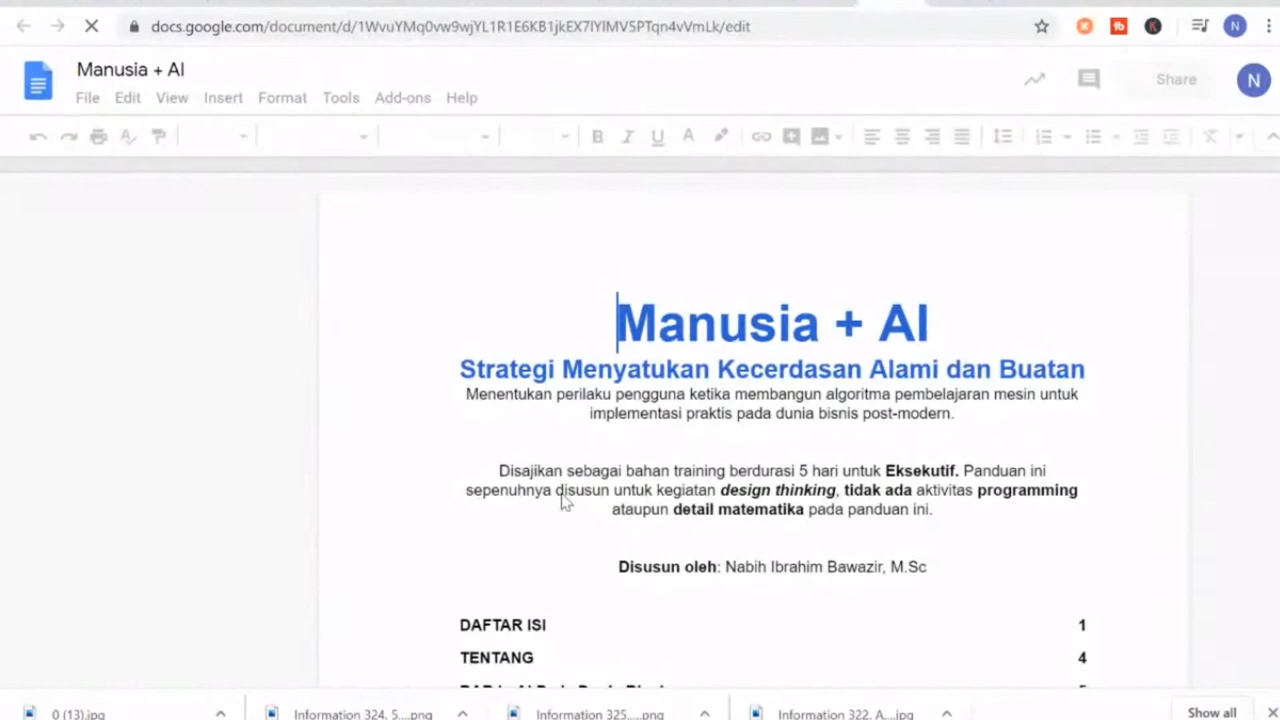 docs.google.com/document/d/1WvuYMq0vw9wjYL1R1E6KB1jkEX7lYlMV5PTqn4vVmLk/edit
Manusia + AI
File Edit View Insert Format Tools Add-ons Help
Share
N
Manusia + AI
Strategi Menyatukan Kecerdasan Alami dan Buatan
Menentukan perilaku pengguna ketika membangun algoritma pembelajaran mesin untuk
implementasi praktis pada dunia bisnis post-modern.
Disajikan sebagai bahan training berdurasi 5 hari untuk Eksekutif. Panduan ini
sepenuhnya disusun untuk kegiatan design thinking, tidak ada aktivitas programming
ataupun detail matematika pada panduan ini.
Disusun oleh: Nabih Ibrahim Bawazir, M.Sc
DAFTAR ISI 1
TENTANG 4
0 (13).jpg Information 324, 5....png Information 325.....png Information 322, A....jpg Show all